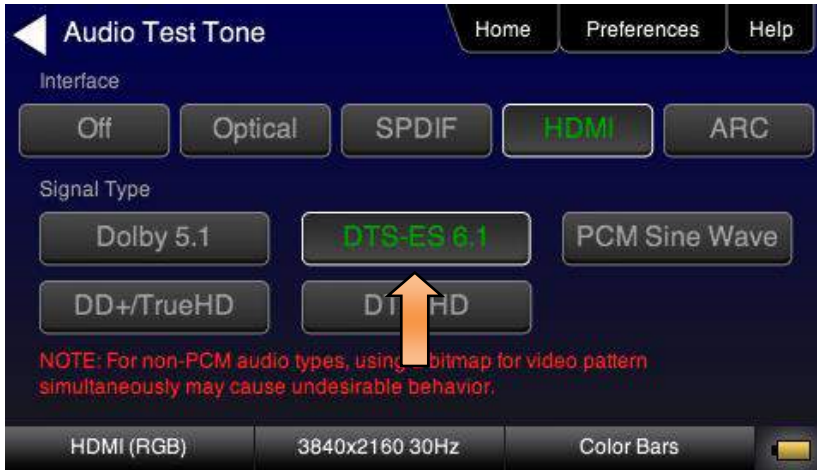 Audio Test Tone
Home
Preferences
Help
Interface
Off
Optical
SPDIF
HDMI
ARC
Signal Type
Dolby 5.1
DTS-ES 6.1
PCM Sine Wave
DD+/TrueHD
HD
NOTE: For non-PCM audio types, using bitmap for video pattern
simultaneously may cause undesirable behavior.
HDMI (RGB)
3840x2160 30Hz
Color Bars